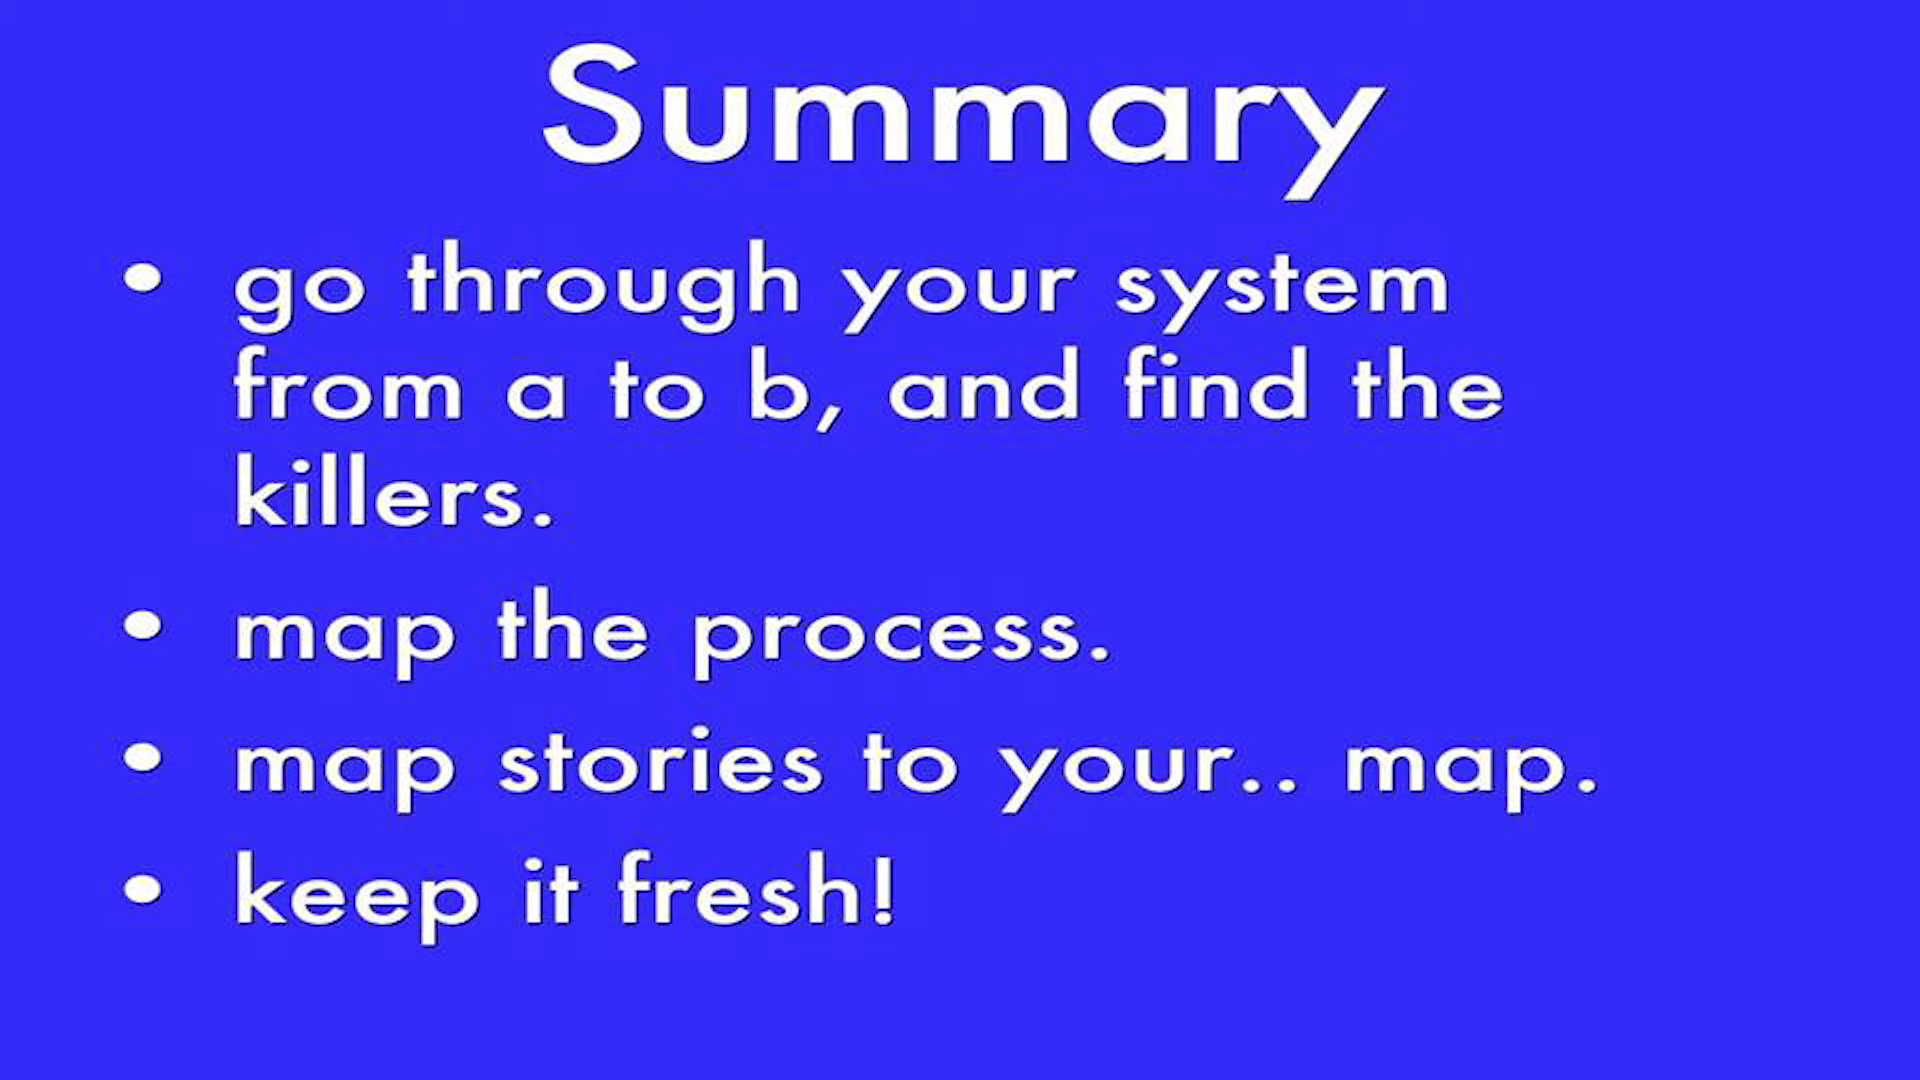 Summary
• go through your system
from a to b, and find the
killers.
• map the process.
• map stories to your.. map.
• keep it fresh!